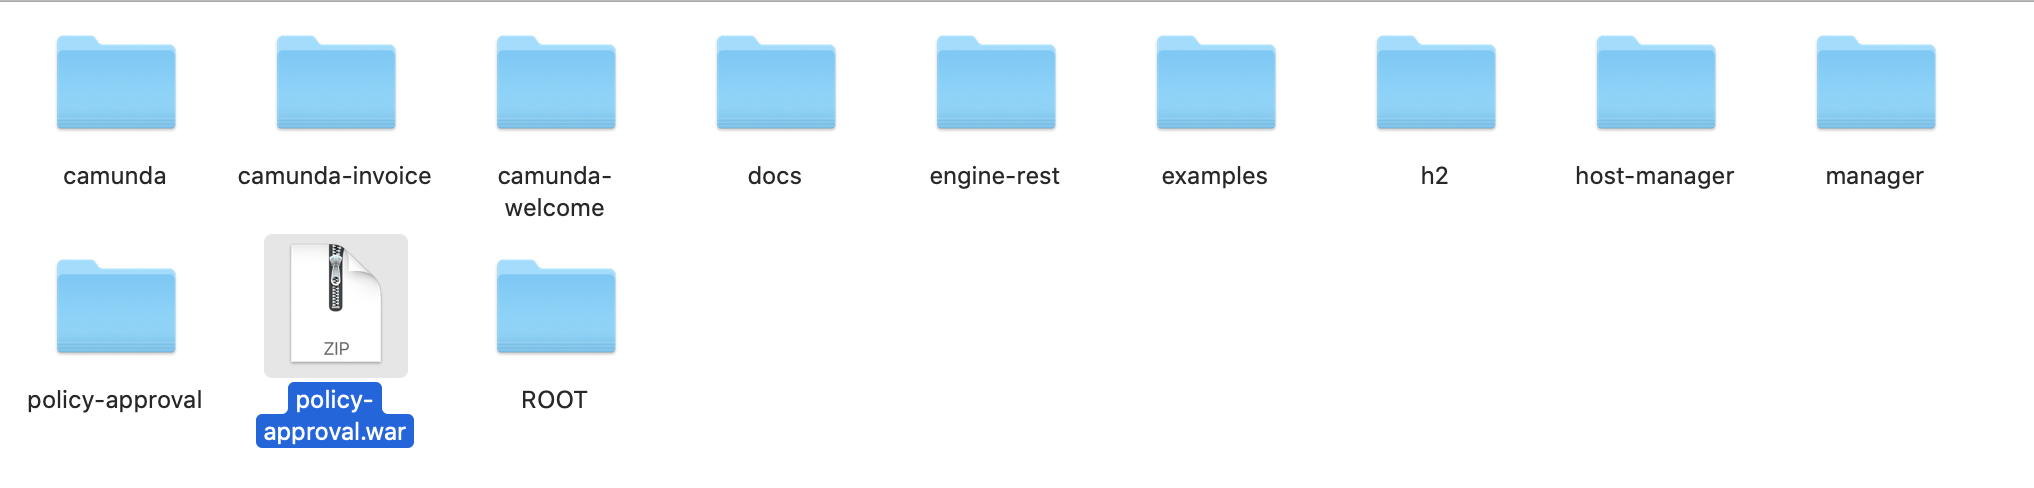 camunda
camunda-invoice
camunda-
welcome
docs
engine-rest
examples
h2
host-manager
manager
policy-approval
ZIP
policy-
approval.war
ROOT